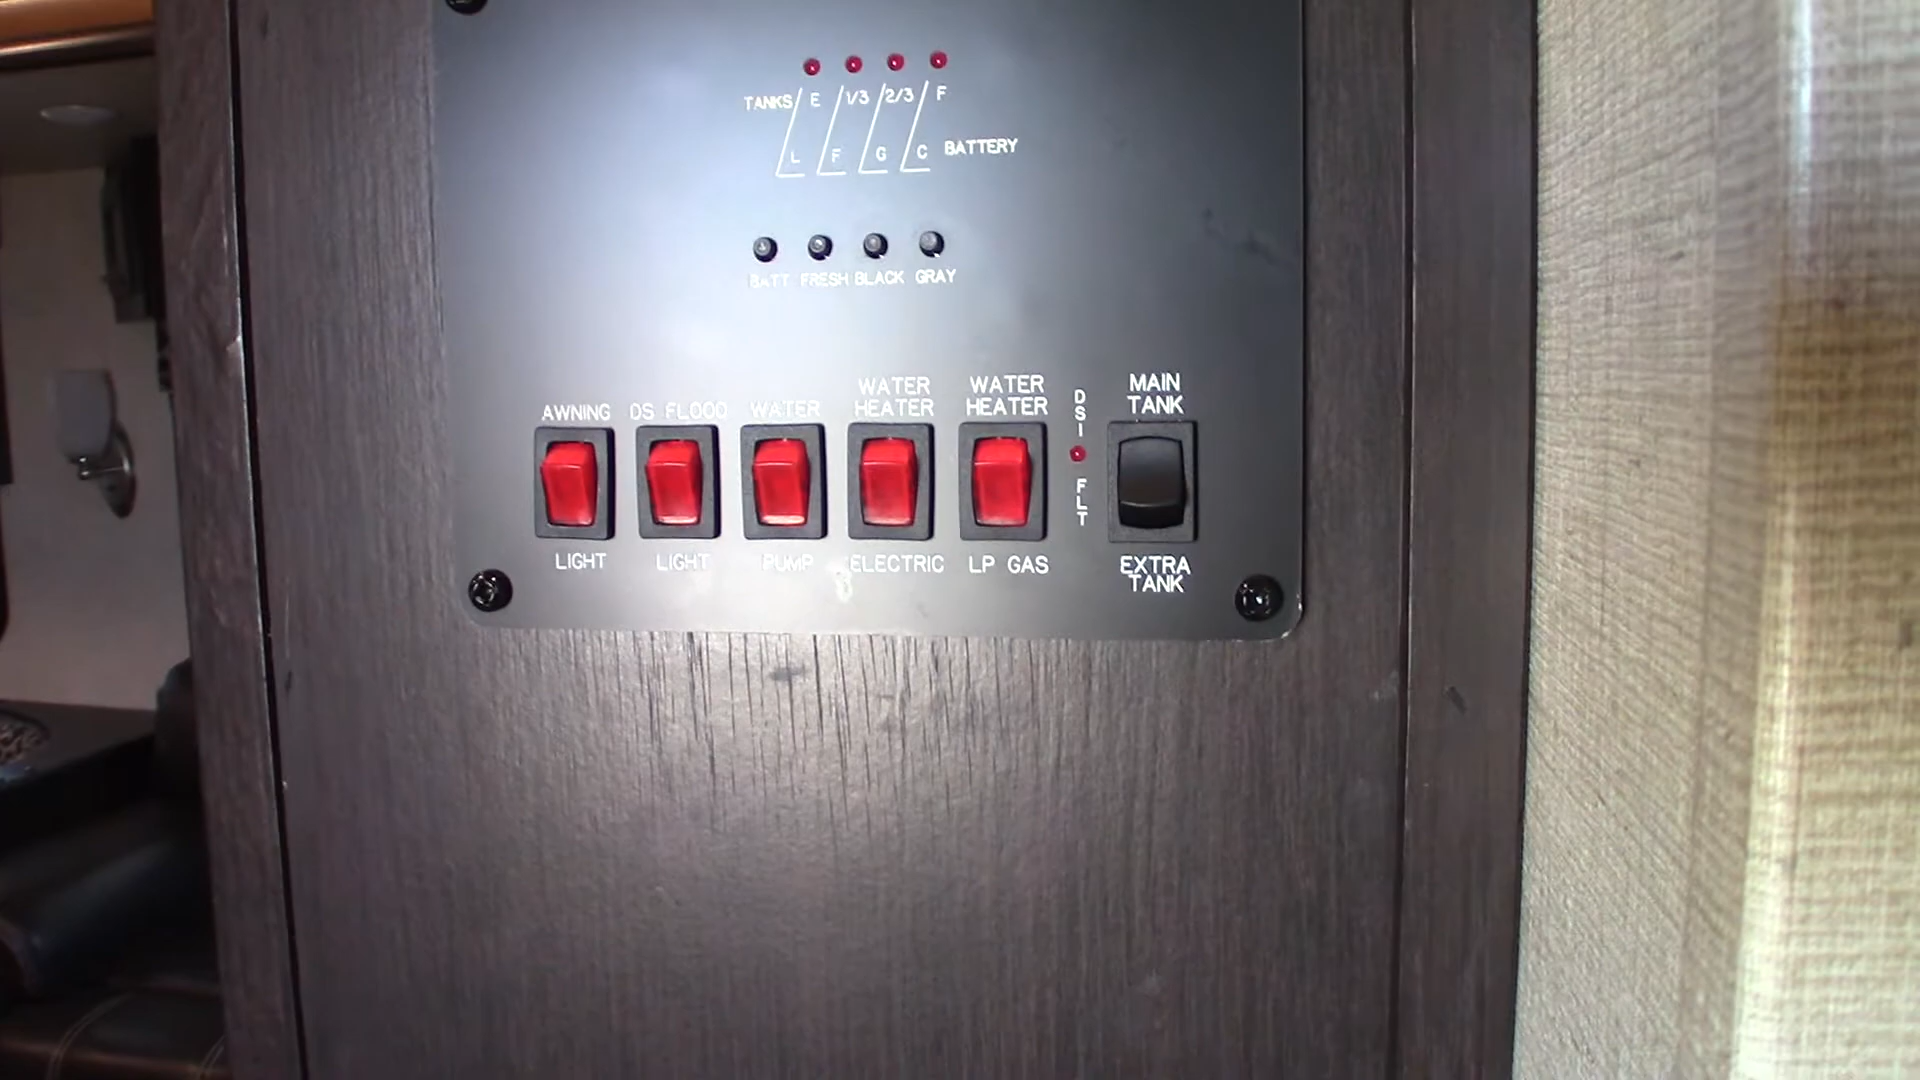 TANKS E 1/3 2/3 F
L F G C BATTERY
BATT FRESH BLACK GRAY
AWNING
LIGHT
DS FLOOD
LIGHT
WATER
PUMP
WATER
HEATER
ELECTRIC
WATER
HEATER
LP GAS
DSI
FLT
MAIN
TANK
EXTRA
TANK